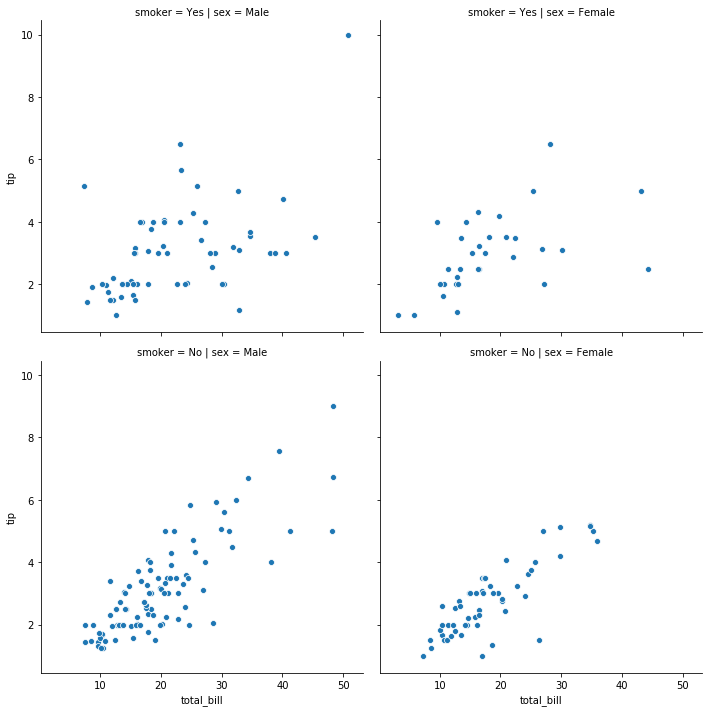 smoker = Yes | sex = Male
smoker = Yes | sex = Female
10
8
6
4
2
tip
smoker = No | sex = Male
smoker = No | sex = Female
10
8
6
4
2
tip
10 20 30 40 50
10 20 30 40 50
total_bill
total_bill